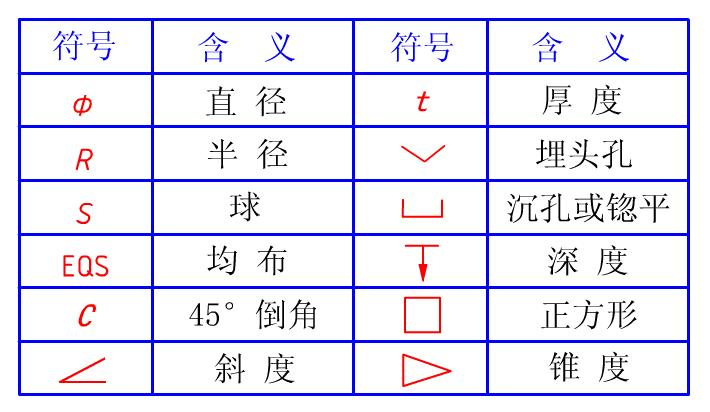 符号 含 义 符号 含 义
Φ 直 径 t 厚 度
R 半 径 ﹀ 埋头孔
S 球 ⌴ 沉孔或锪平
EQS 均 布 ↧ 深 度
C 45°倒角 □ 正方形
∠ 斜 度 ▷ 锥 度